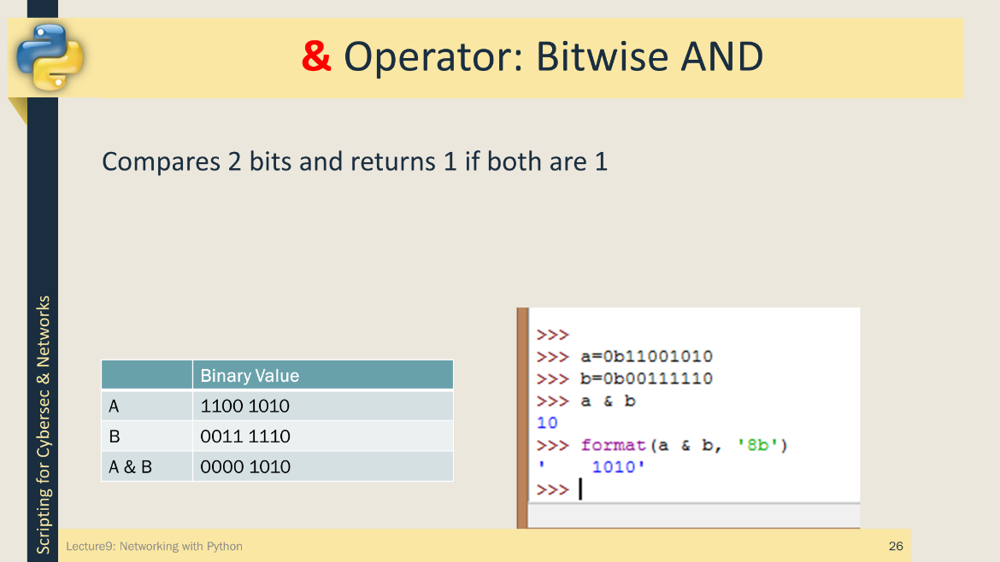 & Operator: Bitwise AND
Compares 2 bits and returns 1 if both are 1
Binary Value
A 1100 1010
B 0011 1110
A & B 0000 1010
>>>
>>> a=0b11001010
>>> b=0b00111110
>>> a & b
10
>>> format(a & b, '8b')
'    1010'
>>>
Scripting for Cybersec & Networks
Lecture9: Networking with Python
26